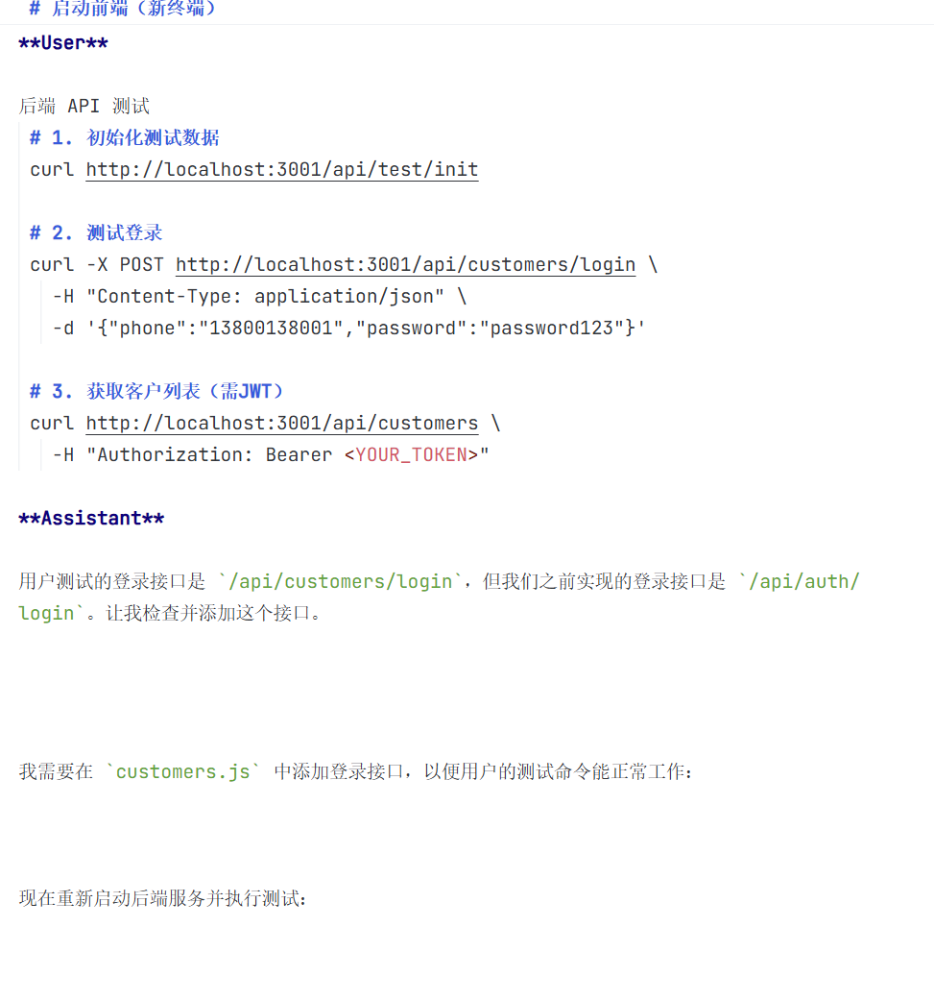 # 启动前端（新终端）
**User**
后端 API 测试
# 1. 初始化测试数据
curl http://localhost:3001/api/test/init
# 2. 测试登录
curl -X POST http://localhost:3001/api/customers/login \
-H "Content-Type: application/json" \
-d '{"phone":"13800138001","password":"password123"}'
# 3. 获取客户列表（需JWT）
curl http://localhost:3001/api/customers \
-H "Authorization: Bearer <YOUR_TOKEN>"
**Assistant**
用户测试的登录接口是 `/api/customers/login`，但我们之前实现的登录接口是 `/api/auth/
login`。让我检查并添加这个接口。
我需要在 `customers.js` 中添加登录接口，以便用户的测试命令能正常工作：
现在重新启动后端服务并执行测试：